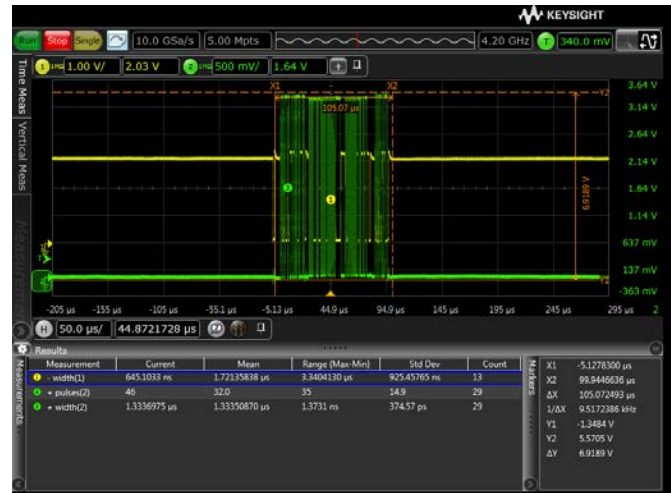 KEYSIGHT
Run Stop Single 10.0 GSa/s 5.00 Mpts 4.20 GHz T 340.0 mV
1 1.00 V/ 2.03 V 2 500 mV/ 1.64 V
Time Meas
Vertical Meas
Measurements
X1 X2
105.07 µs
Y2
6.9189 V
Y1
3.64 V
3.14 V
2.64 V
2.14 V
1.64 V
1.14 V
637 mV
137 mV
-363 mV
-205 µs -155 µs -105 µs -55.1 µs -5.13 µs 44.9 µs 94.9 µs 145 µs 195 µs 245 µs 295 µs 2
H 50.0 µs/ 44.8721728 µs
Results
Measurements
Measurement Current Mean Range (Max-Min) Std Dev Count
- width(1) 645.1033 ns 1.72135838 µs 3.3404130 µs 925.45765 ns 13
+ pulses(2) 46 32.0 35 14.9 29
+ width(2) 1.3336975 µs 1.33350870 µs 1.3731 ns 374.57 ps 29
Markers
X1 -5.1278300 µs
X2 99.9446636 µs
ΔX 105.072493 µs
1/ΔX 9.5172386 kHz
Y1 -1.3484 V
Y2 5.5705 V
ΔY 6.9189 V